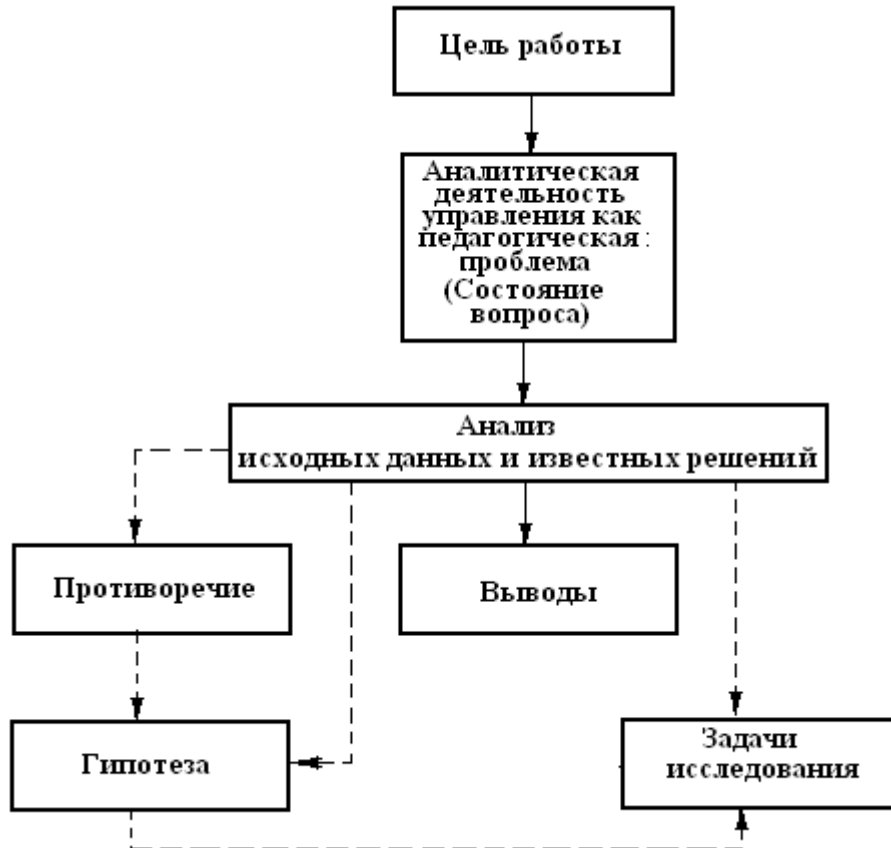 Цель работы
Аналитическая
деятельность
управления как
педагогическая :
проблема
(Состояние
вопроса)
Анализ
исходных данных и известных решений
Противоречие
Выводы
Гипотеза
Задачи
исследования